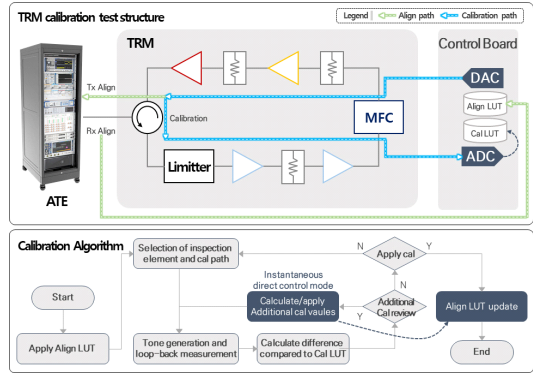 TRM calibration test structure
Legend
Align path
Calibration path
TRM
Control Board
Tx Align
Rx Align
Calibration
MFC
Limitter
DAC
Align LUT
Cal LUT
ADC
ATE
Calibration Algorithm
Selection of inspection
element and cal path
N
Apply cal
Y
Start
Instantaneous
direct control mode
N
Calculate/apply
Additional cal vaules
Y
Additional
Cal review
Align LUT update
Apply Align LUT
Tone generation and
loop-back measurement
Calculate difference
compared to Cal LUT
End